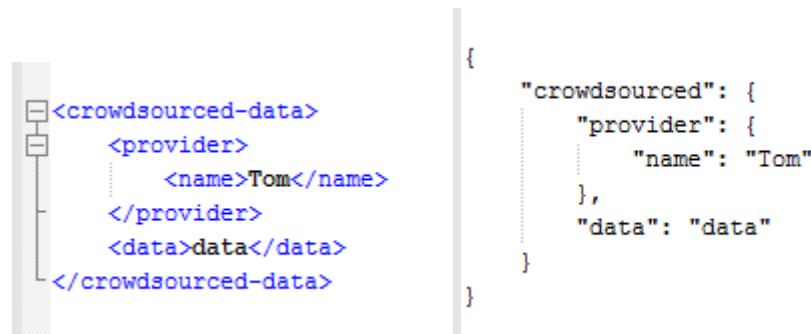 <crowdsourced-data>
    <provider>
        <name>Tom</name>
    </provider>
    <data>data</data>
</crowdsourced-data>
{
    "crowdsourced": {
        "provider": {
            "name": "Tom"
        },
        "data": "data"
    }
}